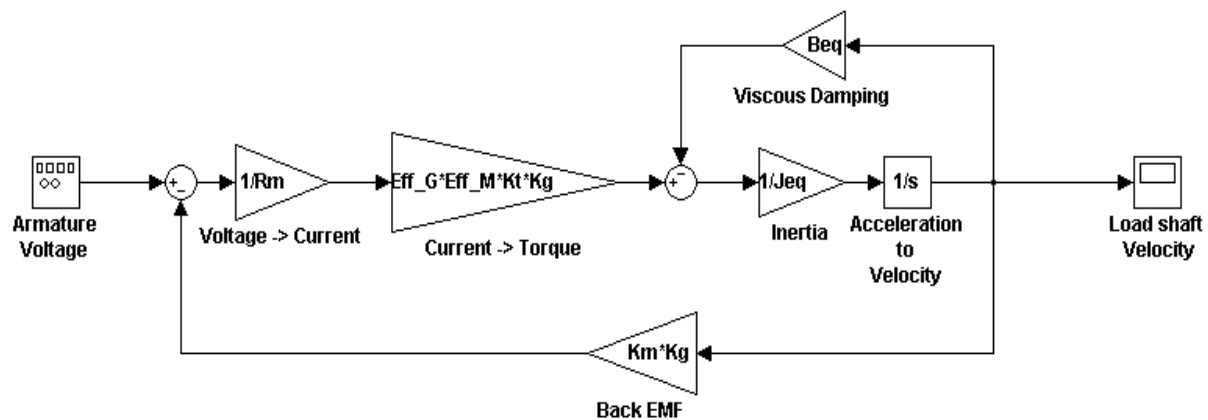 Beq
Viscous Damping
+
−
1/Rm
Eff_G*Eff_M*Kt*Kg
+
−
1/Jeq
1/s
Armature
Voltage
Voltage -> Current
Current -> Torque
Inertia
Acceleration
to
Velocity
Load shaft
Velocity
Km*Kg
Back EMF